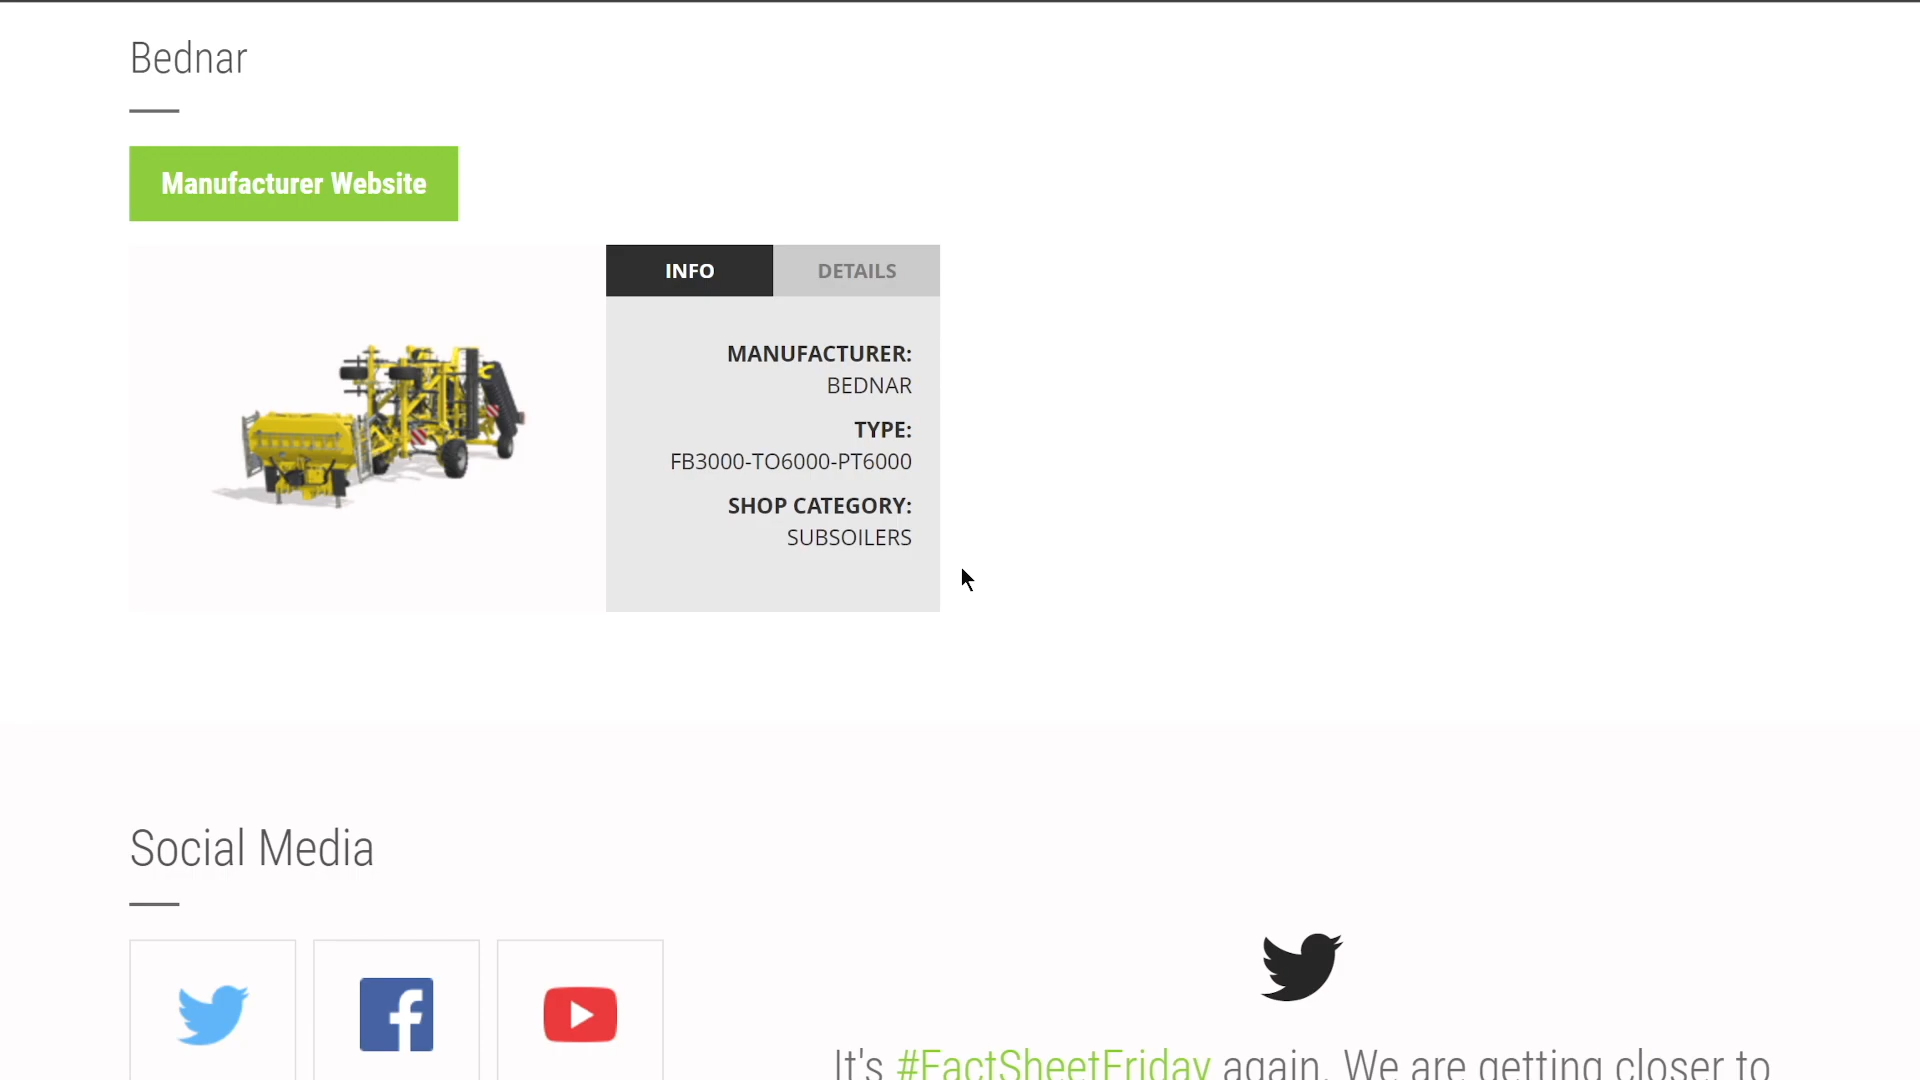 Bednar
Manufacturer Website
INFO
DETAILS
MANUFACTURER:
BEDNAR
TYPE:
FB3000-TO6000-PT6000
SHOP CATEGORY:
SUBSOILERS
Social Media
It's #FactSheetFriday again. We are getting closer to